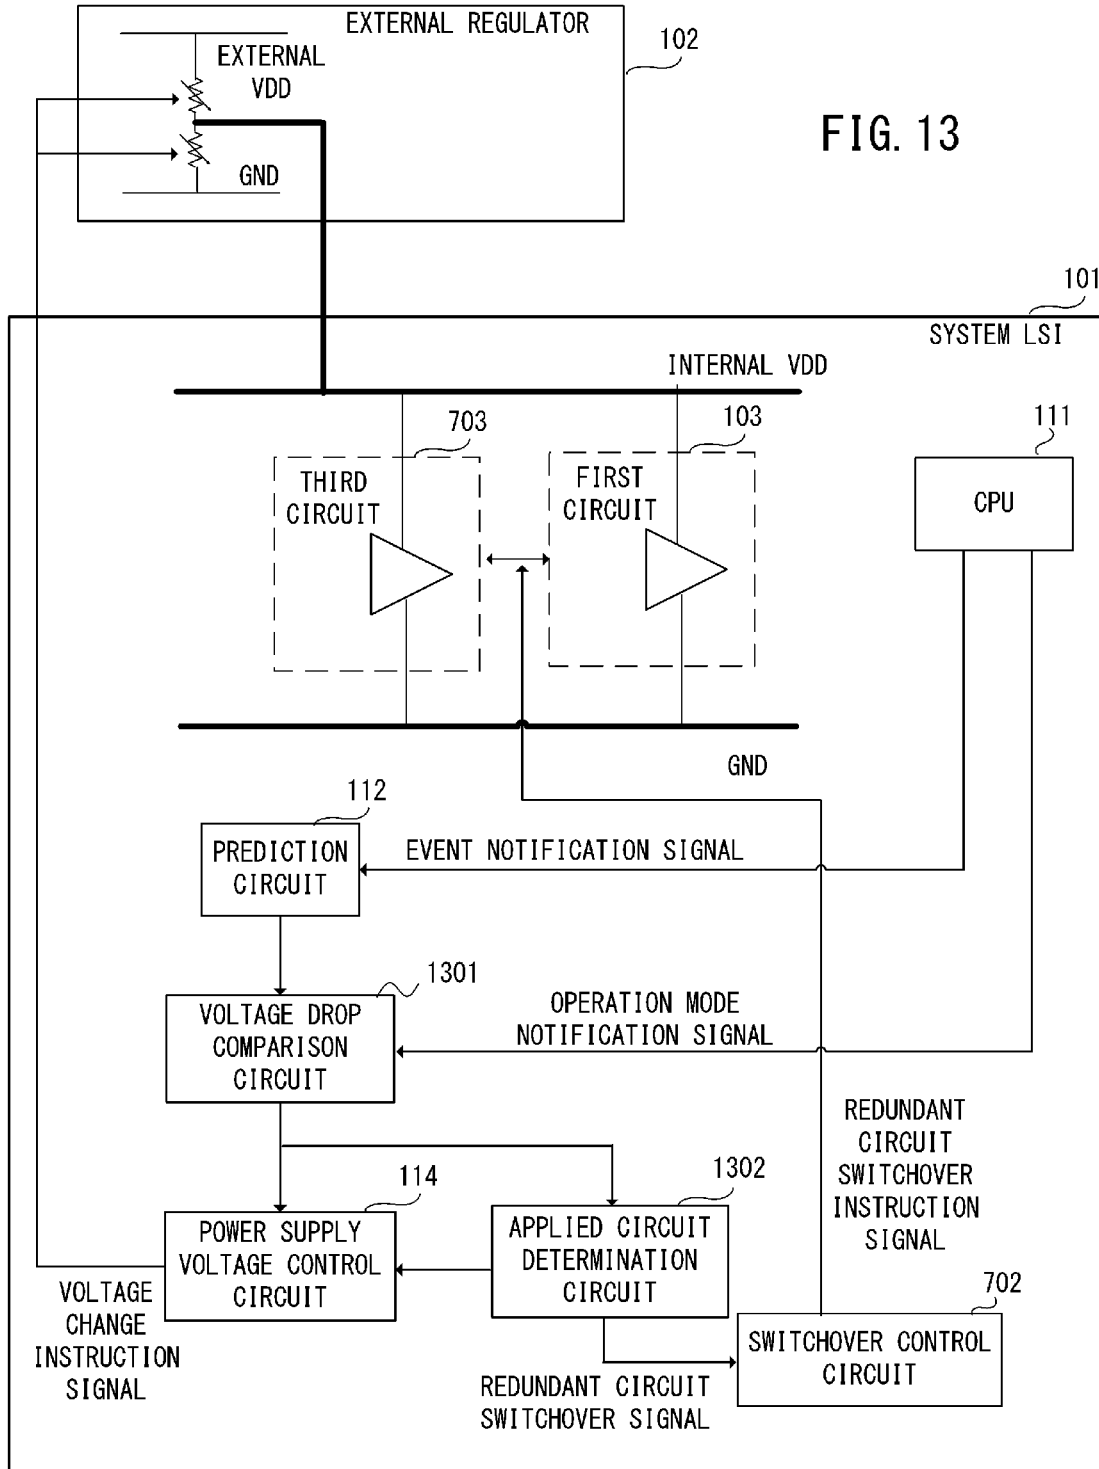 EXTERNAL REGULATOR
102
EXTERNAL
VDD
GND
FIG. 13
101
SYSTEM LSI
INTERNAL VDD
703
103
111
THIRD
CIRCUIT
FIRST
CIRCUIT
CPU
GND
112
PREDICTION
CIRCUIT
EVENT NOTIFICATION SIGNAL
1301
VOLTAGE DROP
COMPARISON
CIRCUIT
OPERATION MODE
NOTIFICATION SIGNAL
REDUNDANT
CIRCUIT
SWITCHOVER
INSTRUCTION
SIGNAL
114
1302
POWER SUPPLY
VOLTAGE CONTROL
CIRCUIT
APPLIED CIRCUIT
DETERMINATION
CIRCUIT
VOLTAGE
CHANGE
INSTRUCTION
SIGNAL
702
SWITCHOVER CONTROL
CIRCUIT
REDUNDANT CIRCUIT
SWITCHOVER SIGNAL